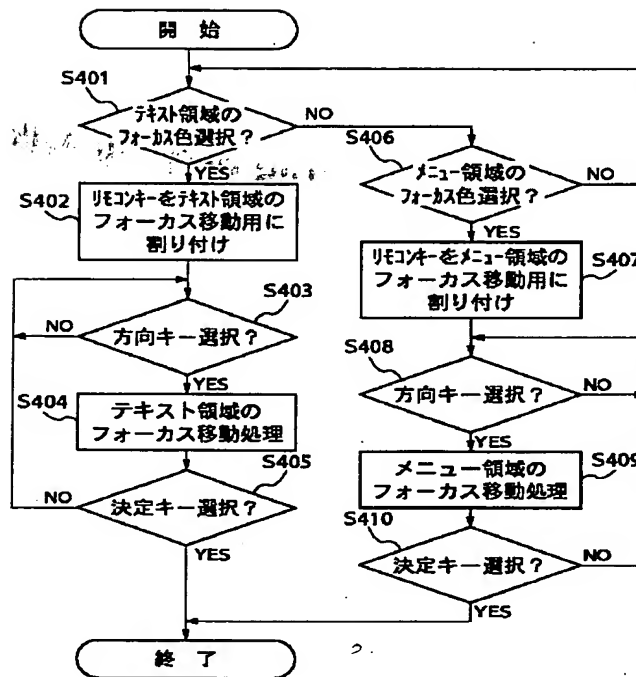 開始
S401
テキスト領域の
フォーカス色選択？
NO
YES
S402
リモコンキーをテキスト領域の
フォーカス移動用に
割り付け
S403
方向キー選択？
NO
YES
S404
テキスト領域の
フォーカス移動処理
S405
決定キー選択？
NO
YES
S406
メニュー領域の
フォーカス色選択？
NO
YES
リモコンキーをメニュー領域の
フォーカス移動用に
割り付け
S407
S408
方向キー選択？
NO
YES
メニュー領域の
フォーカス移動処理
S409
S410
決定キー選択？
NO
YES
終了